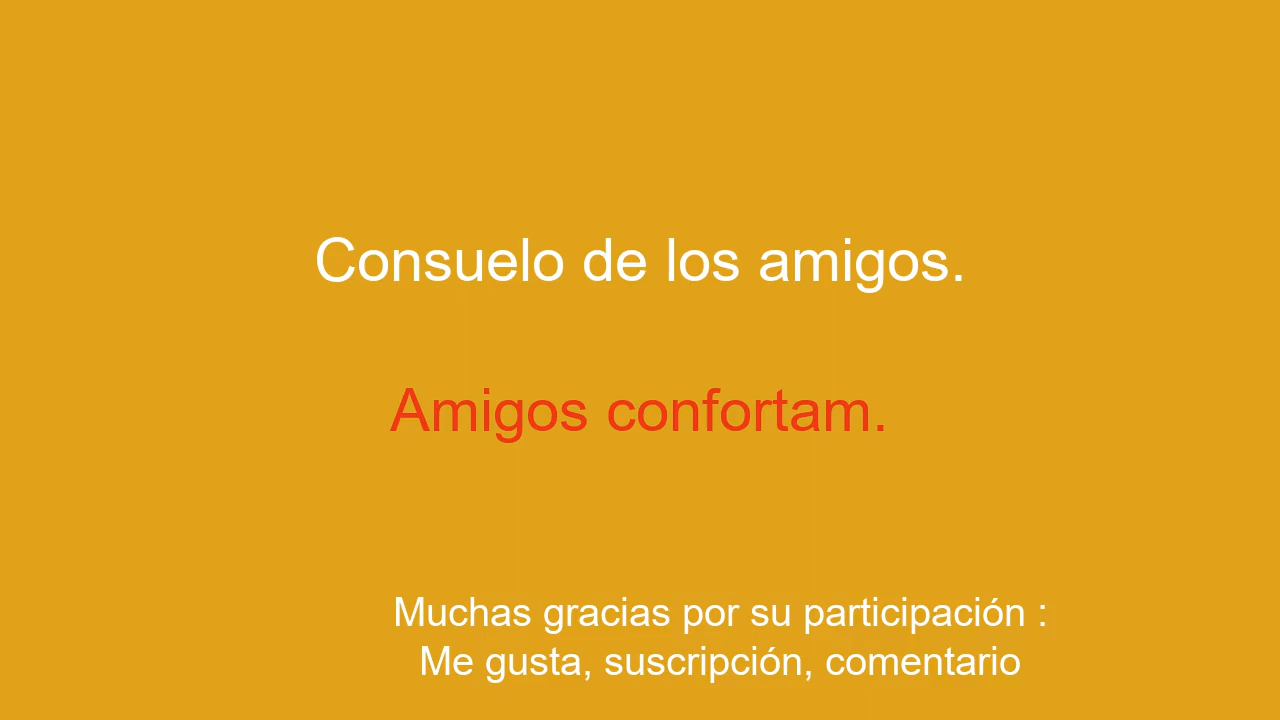 Consuelo de los amigos.
Amigos confortam.
Muchas gracias por su participación :
Me gusta, suscripción, comentario